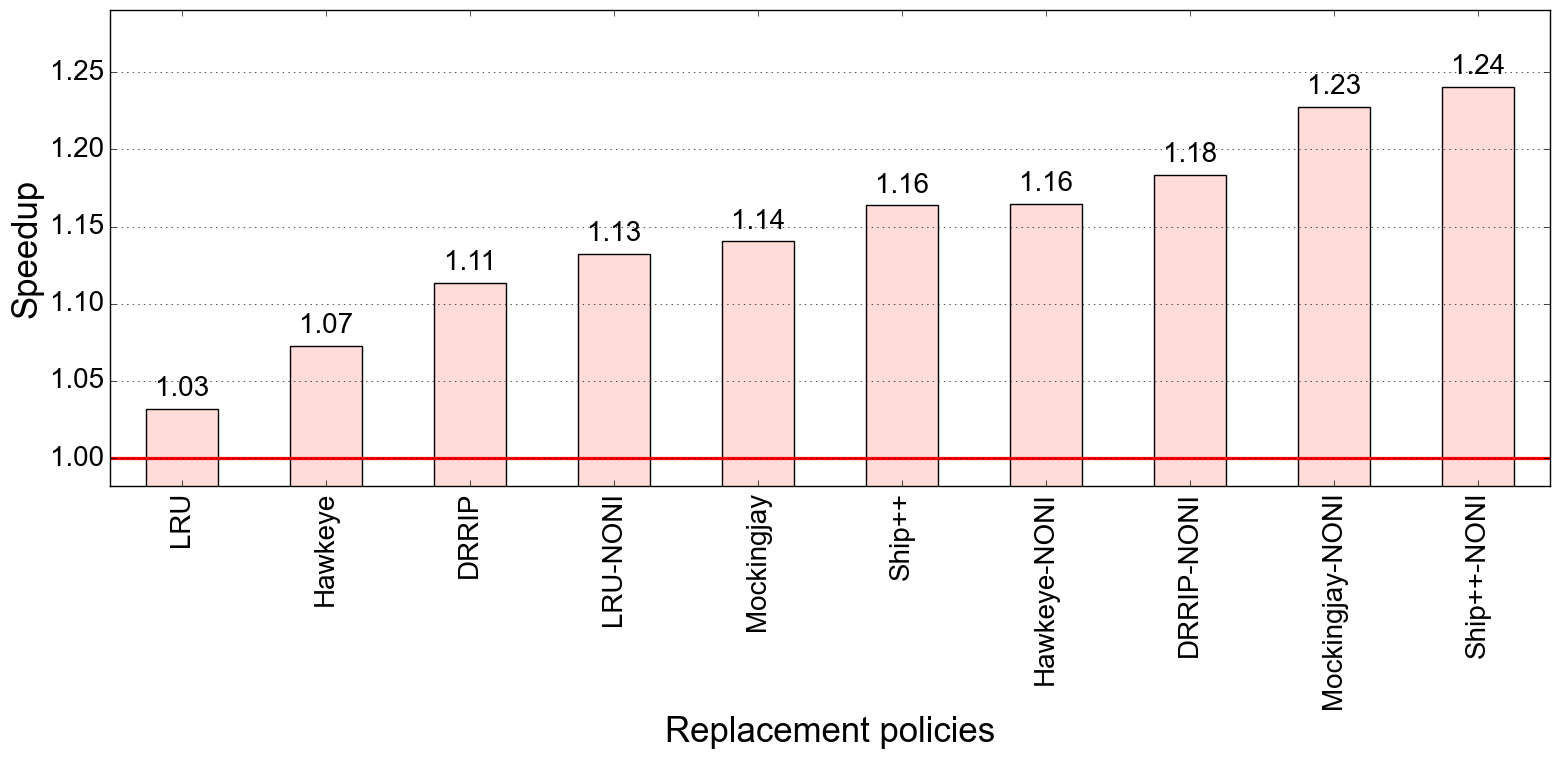 Speedup
1.25
1.20
1.15
1.10
1.05
1.00
1.03
1.07
1.11
1.13
1.14
1.16
1.16
1.18
1.23
1.24
LRU
Hawkeye
DRRIP
LRU-NONI
Mockingjay
Ship++
Hawkeye-NONI
DRRIP-NONI
Mockingjay-NONI
Ship++-NONI
Replacement policies